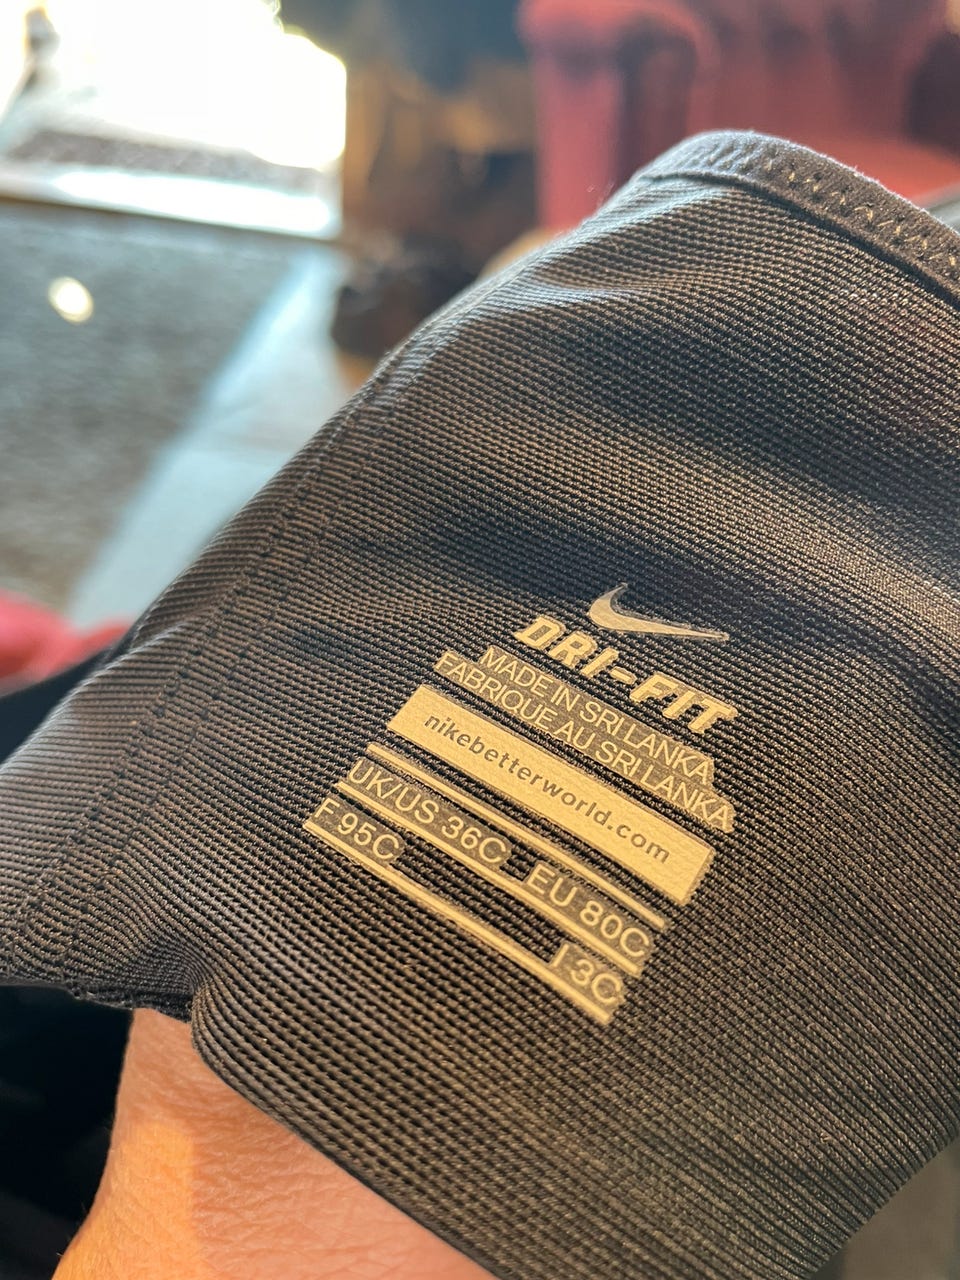 DRI-FIT
MADE IN SRI LANKA
FABRIQUE AU SRI LANKA
nikebetterworld.com
UK/US 36C EU 80C
F 95C I 3C